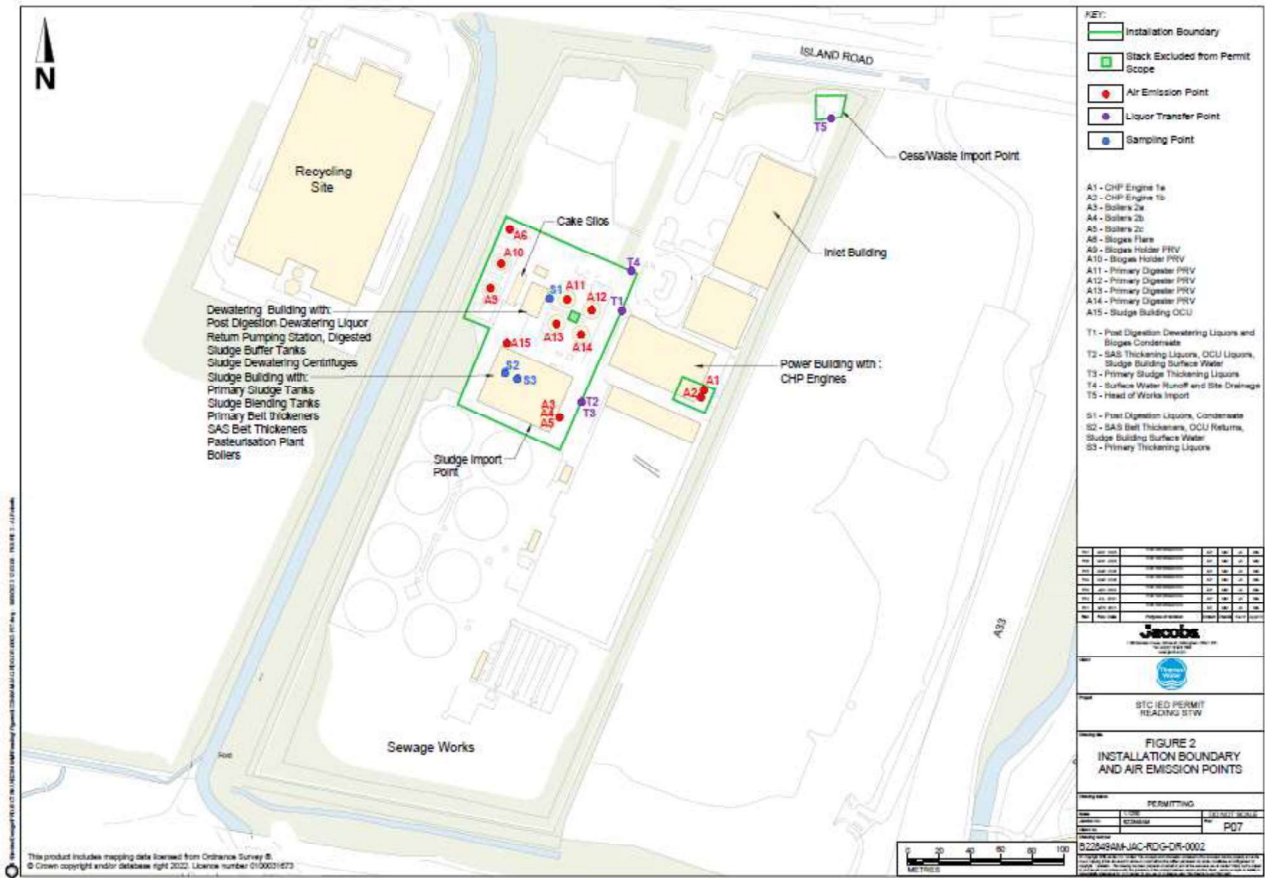 N
ISLAND ROAD
T5
Cess/Waste Import Point
Recycling
Site
Cake Silos
Inlet Building
A6
A10
T4
A9
S1
A11
A12
T1
A13
A14
A15
Dewatering Building with:
Post Digestion Dewatering Liquor
Return Pumping Station, Digested
Sludge Buffer Tanks
Sludge Dewatering Centrifuges
Sludge Building with:
Primary Sludge Tanks
Sludge Blending Tanks
Primary Belt thickeners
SAS Belt Thickeners
Pasteurisation Plant
Boilers
S2
S3
Power Building with :
CHP Engines
A1
A2
A3
A4
A5
T2
T3
Sludge Import
Point
A33
Sewage Works
This product includes mapping data licensed from Ordnance Survey ®.
© Crown copyright and/or database right 2022. Licence number 0100031673
0 20 40 60 80 100
METRES
KEY:
Installation Boundary
Stack Excluded from Permit
Scope
Air Emission Point
Liquor Transfer Point
Sampling Point
A1 - CHP Engine 1a
A2 - CHP Engine 1b
A3 - Boilers 2a
A4 - Boilers 2b
A5 - Boilers 2c
A6 - Biogas Flare
A9 - Biogas Holder PRV
A10 - Biogas Holder PRV
A11 - Primary Digester PRV
A12 - Primary Digester PRV
A13 - Primary Digester PRV
A14 - Primary Digester PRV
A15 - Sludge Building OCU
T1 - Post Digestion Dewatering Liquors and
Biogas Condensate
T2 - SAS Thickening Liquors, OCU Liquors,
Sludge Building Surface Water
T3 - Primary Sludge Thickening Liquors
T4 - Surface Water Runoff and Site Drainage
T5 - Head of Works Import
S1 - Post Digestion Liquors, Condensate
S2 - SAS Belt Thickeners, OCU Returns,
Sludge Building Surface Water
S3 - Primary Thickening Liquors
Jacobs
Thames
Water
STC IED PERMIT
READING STW
FIGURE 2
INSTALLATION BOUNDARY
AND AIR EMISSION POINTS
PERMITTING
DO NOT SCALE
P07
B22849AM-JAC-RDG-DR-0002